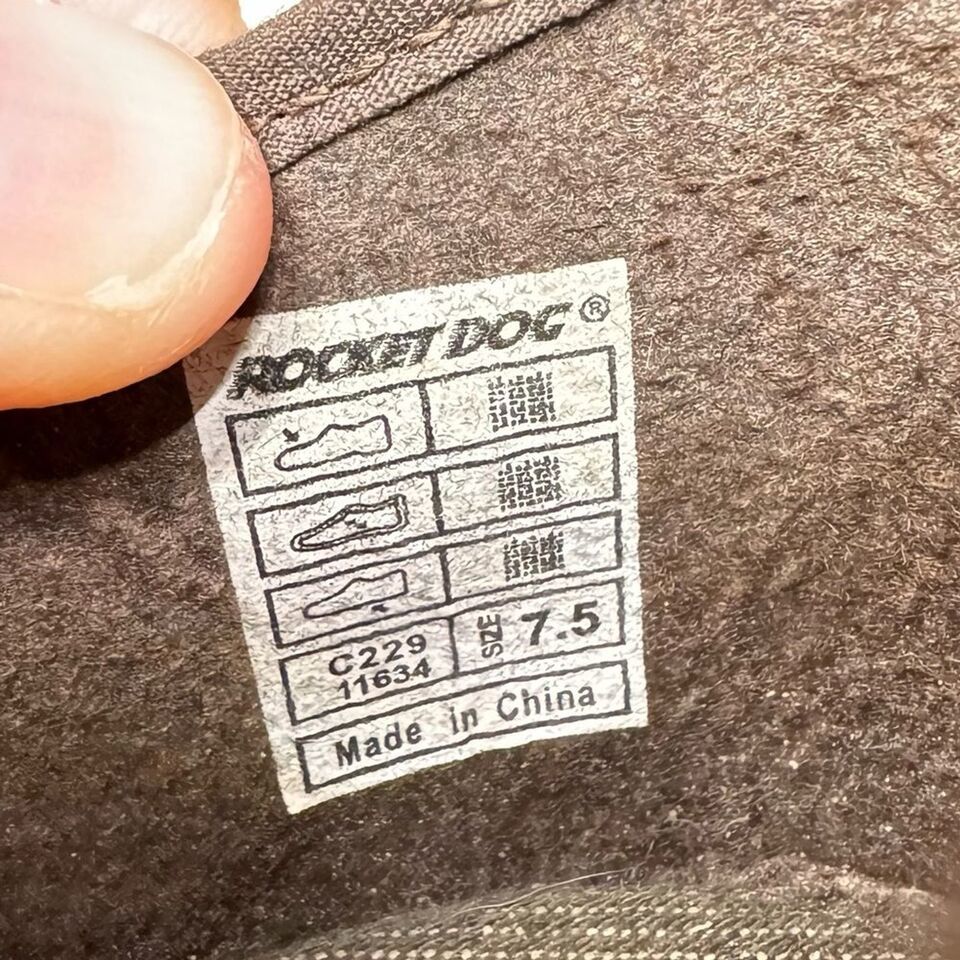 ROCKET DOG ®
C229
11634
SIZE 7.5
Made in China